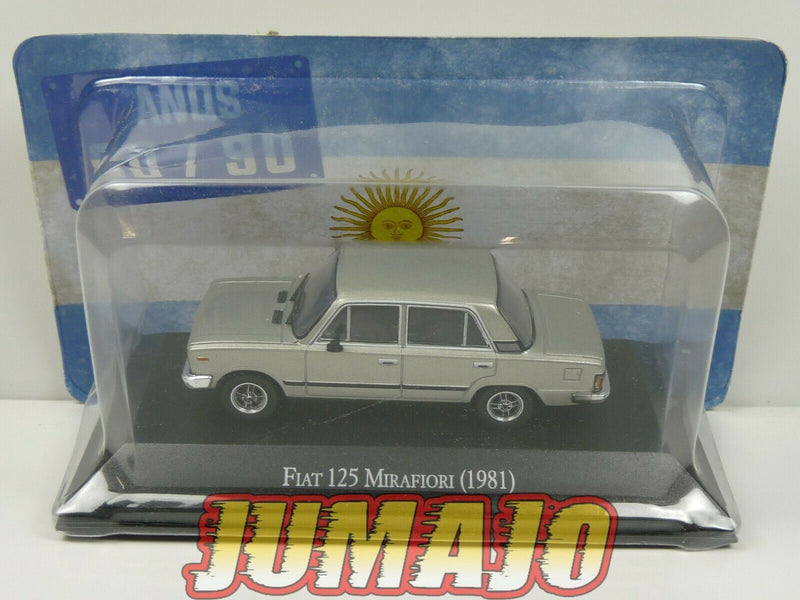 AÑOS
80 / 90
FIAT 125 MIRAFIORI (1981)
JUMAJO